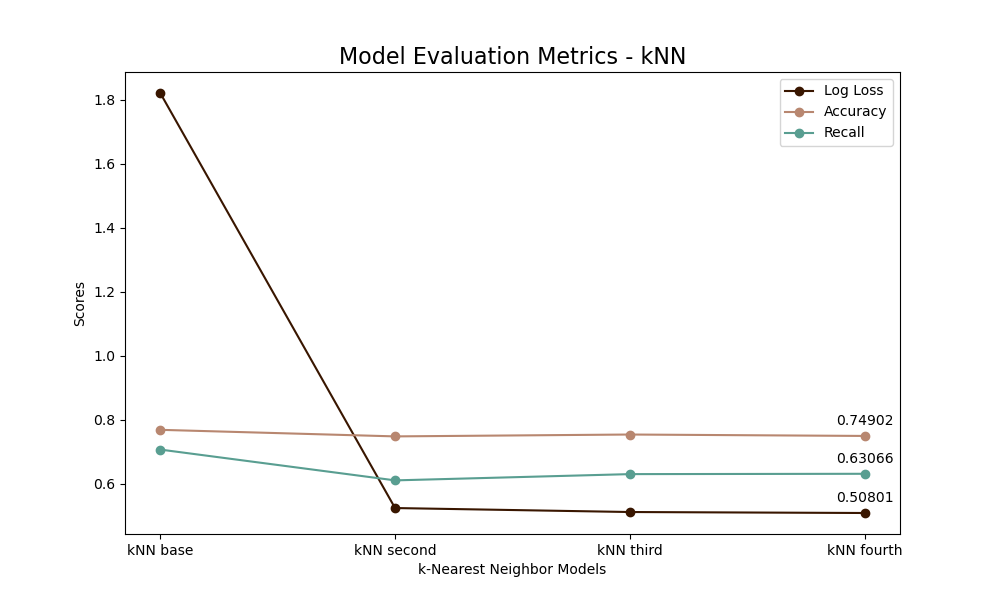 Model Evaluation Metrics - kNN
Log Loss
Accuracy
Recall
1.8
1.6
1.4
1.2
1.0
0.8
0.6
Scores
0.74902
0.63066
0.50801
kNN base
kNN second
kNN third
kNN fourth
k-Nearest Neighbor Models